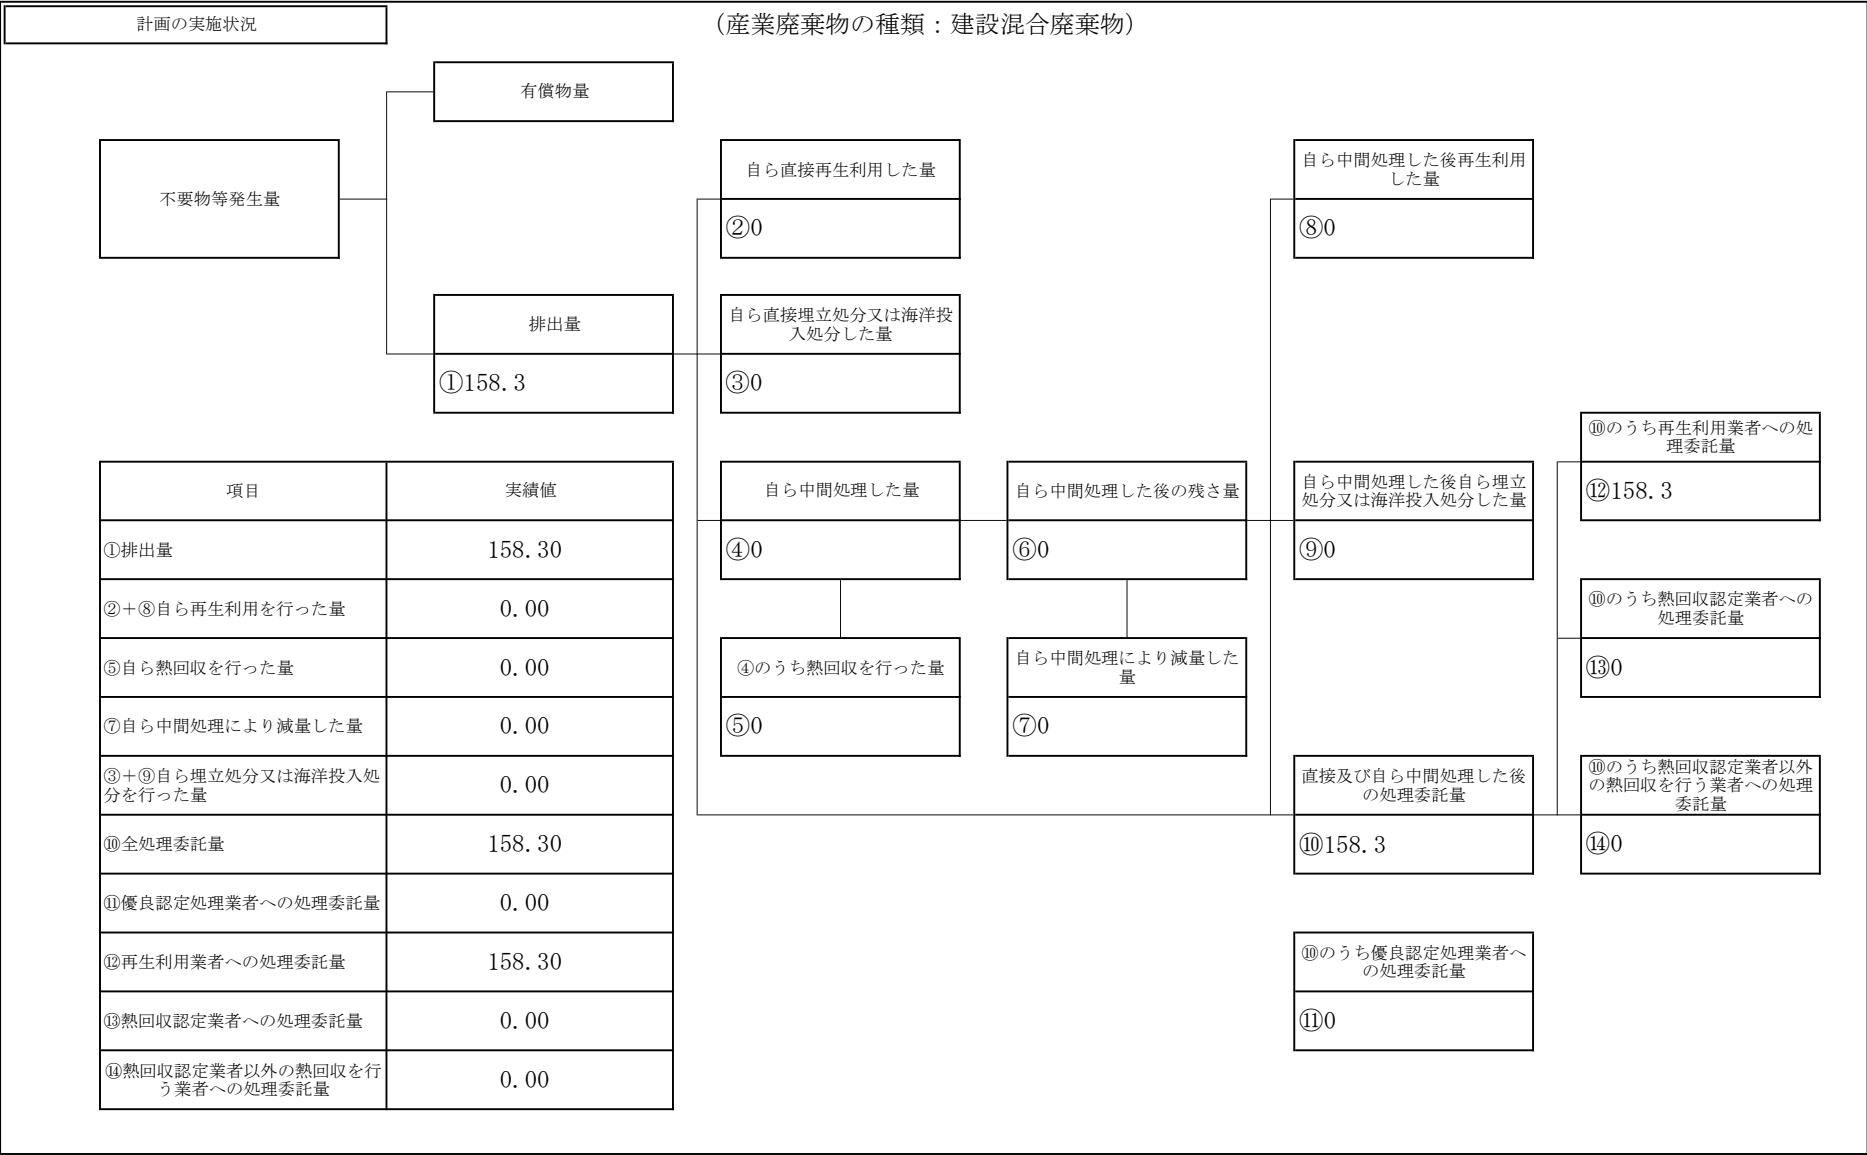 計画の実施状況
（産業廃棄物の種類：建設混合廃棄物）
有償物量
不要物等発生量
自ら直接再生利用した量
②0
自ら中間処理した後再生利用
した量
⑧0
排出量
①158.3
自ら直接埋立処分又は海洋投
入処分した量
③0
⑩のうち再生利用業者への処
理委託量
⑫158.3
自ら中間処理した量
④0
自ら中間処理した後の残さ量
⑥0
自ら中間処理した後自ら埋立
処分又は海洋投入処分した量
⑨0
⑩のうち熱回収認定業者への
処理委託量
⑬0
④のうち熱回収を行った量
⑤0
自ら中間処理により減量した
量
⑦0
直接及び自ら中間処理した後
の処理委託量
⑩158.3
⑩のうち熱回収認定業者以外
の熱回収を行う業者への処理
委託量
⑭0
⑩のうち優良認定処理業者へ
の処理委託量
⑪0
項目 実績値
①排出量 158.30
②＋⑧自ら再生利用を行った量 0.00
⑤自ら熱回収を行った量 0.00
⑦自ら中間処理により減量した量 0.00
③＋⑨自ら埋立処分又は海洋投入処
分を行った量 0.00
⑩全処理委託量 158.30
⑪優良認定処理業者への処理委託量 0.00
⑫再生利用業者への処理委託量 158.30
⑬熱回収認定業者への処理委託量 0.00
⑭熱回収認定業者以外の熱回収を行
う業者への処理委託量 0.00